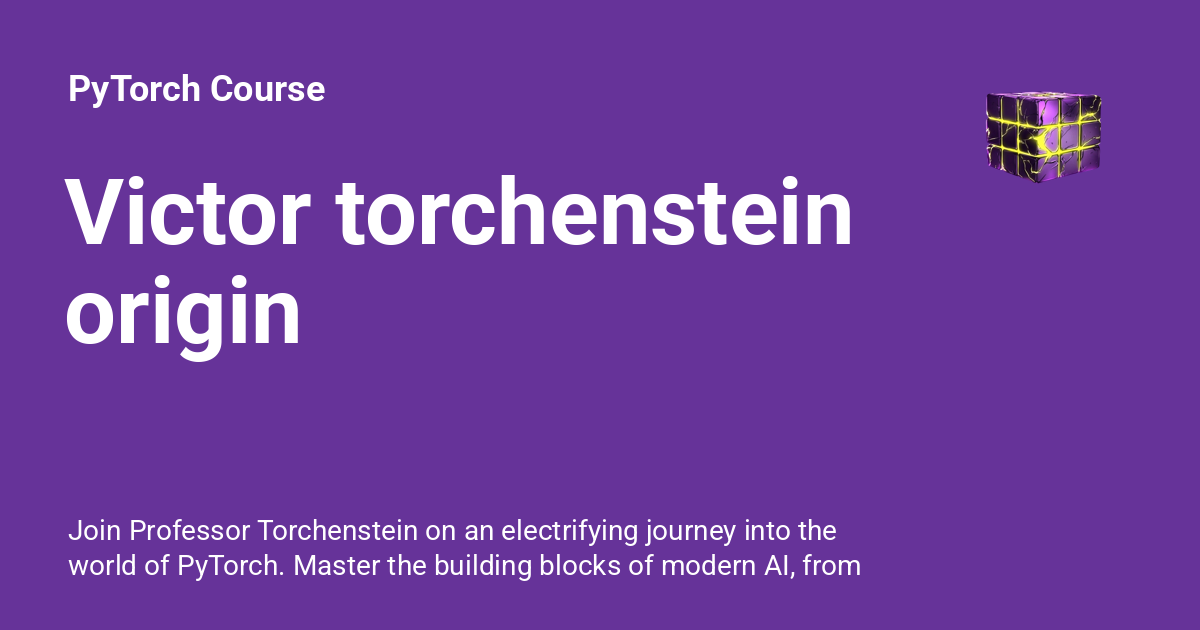 PyTorch Course
Victor torchenstein
origin
Join Professor Torchenstein on an electrifying journey into the
world of PyTorch. Master the building blocks of modern AI, from